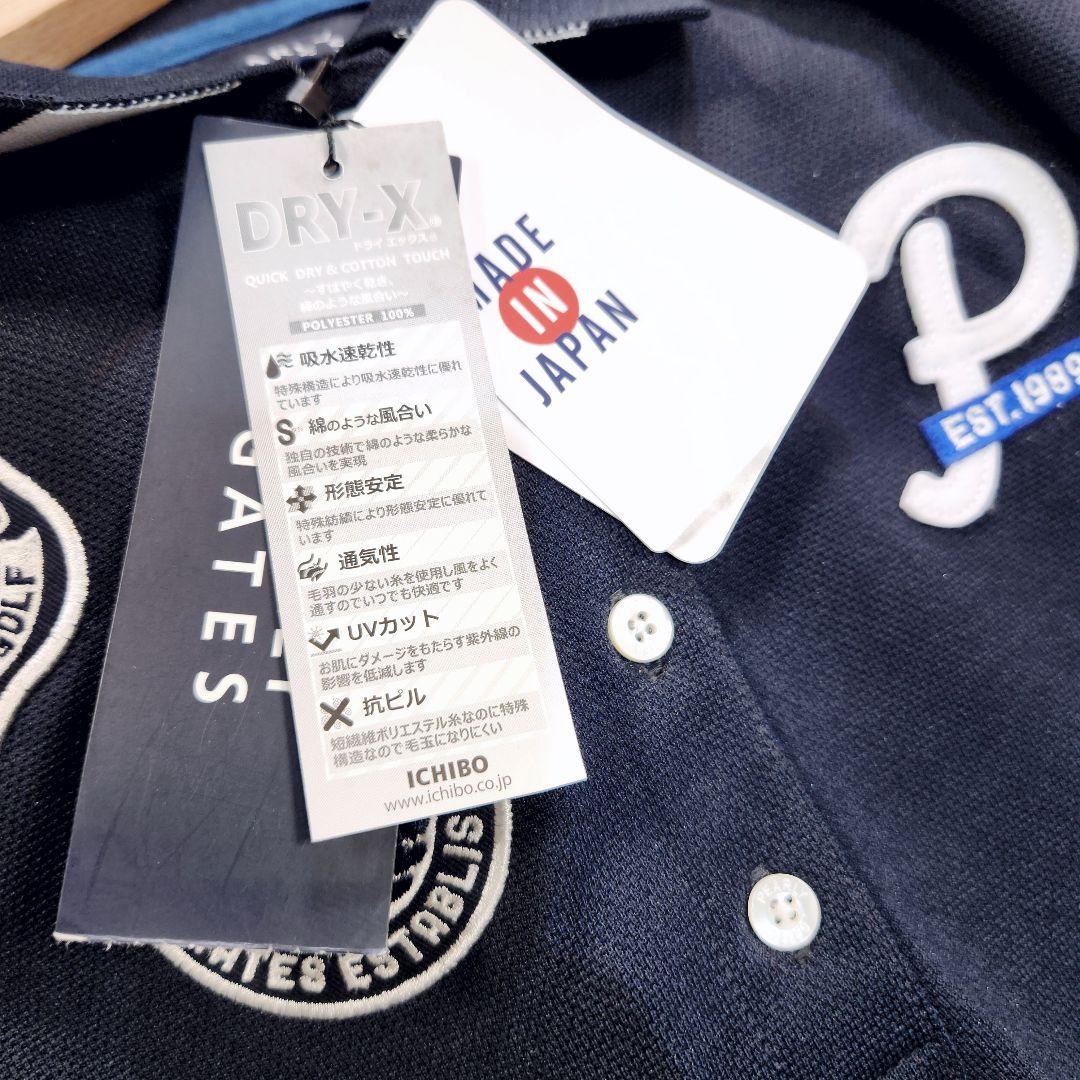 DRY-X®
ドライ エックス®
QUICK DRY & COTTON TOUCH
～すばやく乾き、
綿のような風合い～
POLYESTER 100%
吸水速乾性
特殊構造により吸水速乾性に優れ
ています
S
綿のような風合い
独自の技術で綿のような柔らかな
風合いを実現
形態安定
特殊紡績により形態安定に優れて
います
通気性
毛羽の少ない糸を使用し風をよく
通すのでいつでも快適です
UVカット
お肌にダメージをもたらす紫外線の
影響を低減します
抗ピル
短繊維ポリエステル糸なのに特殊
構造なので毛玉になりにくい
ICHIBO
www.ichibo.co.jp
MADE
IN
JAPAN
GATES
P
EST.1989
GOLF
ESTABLIS